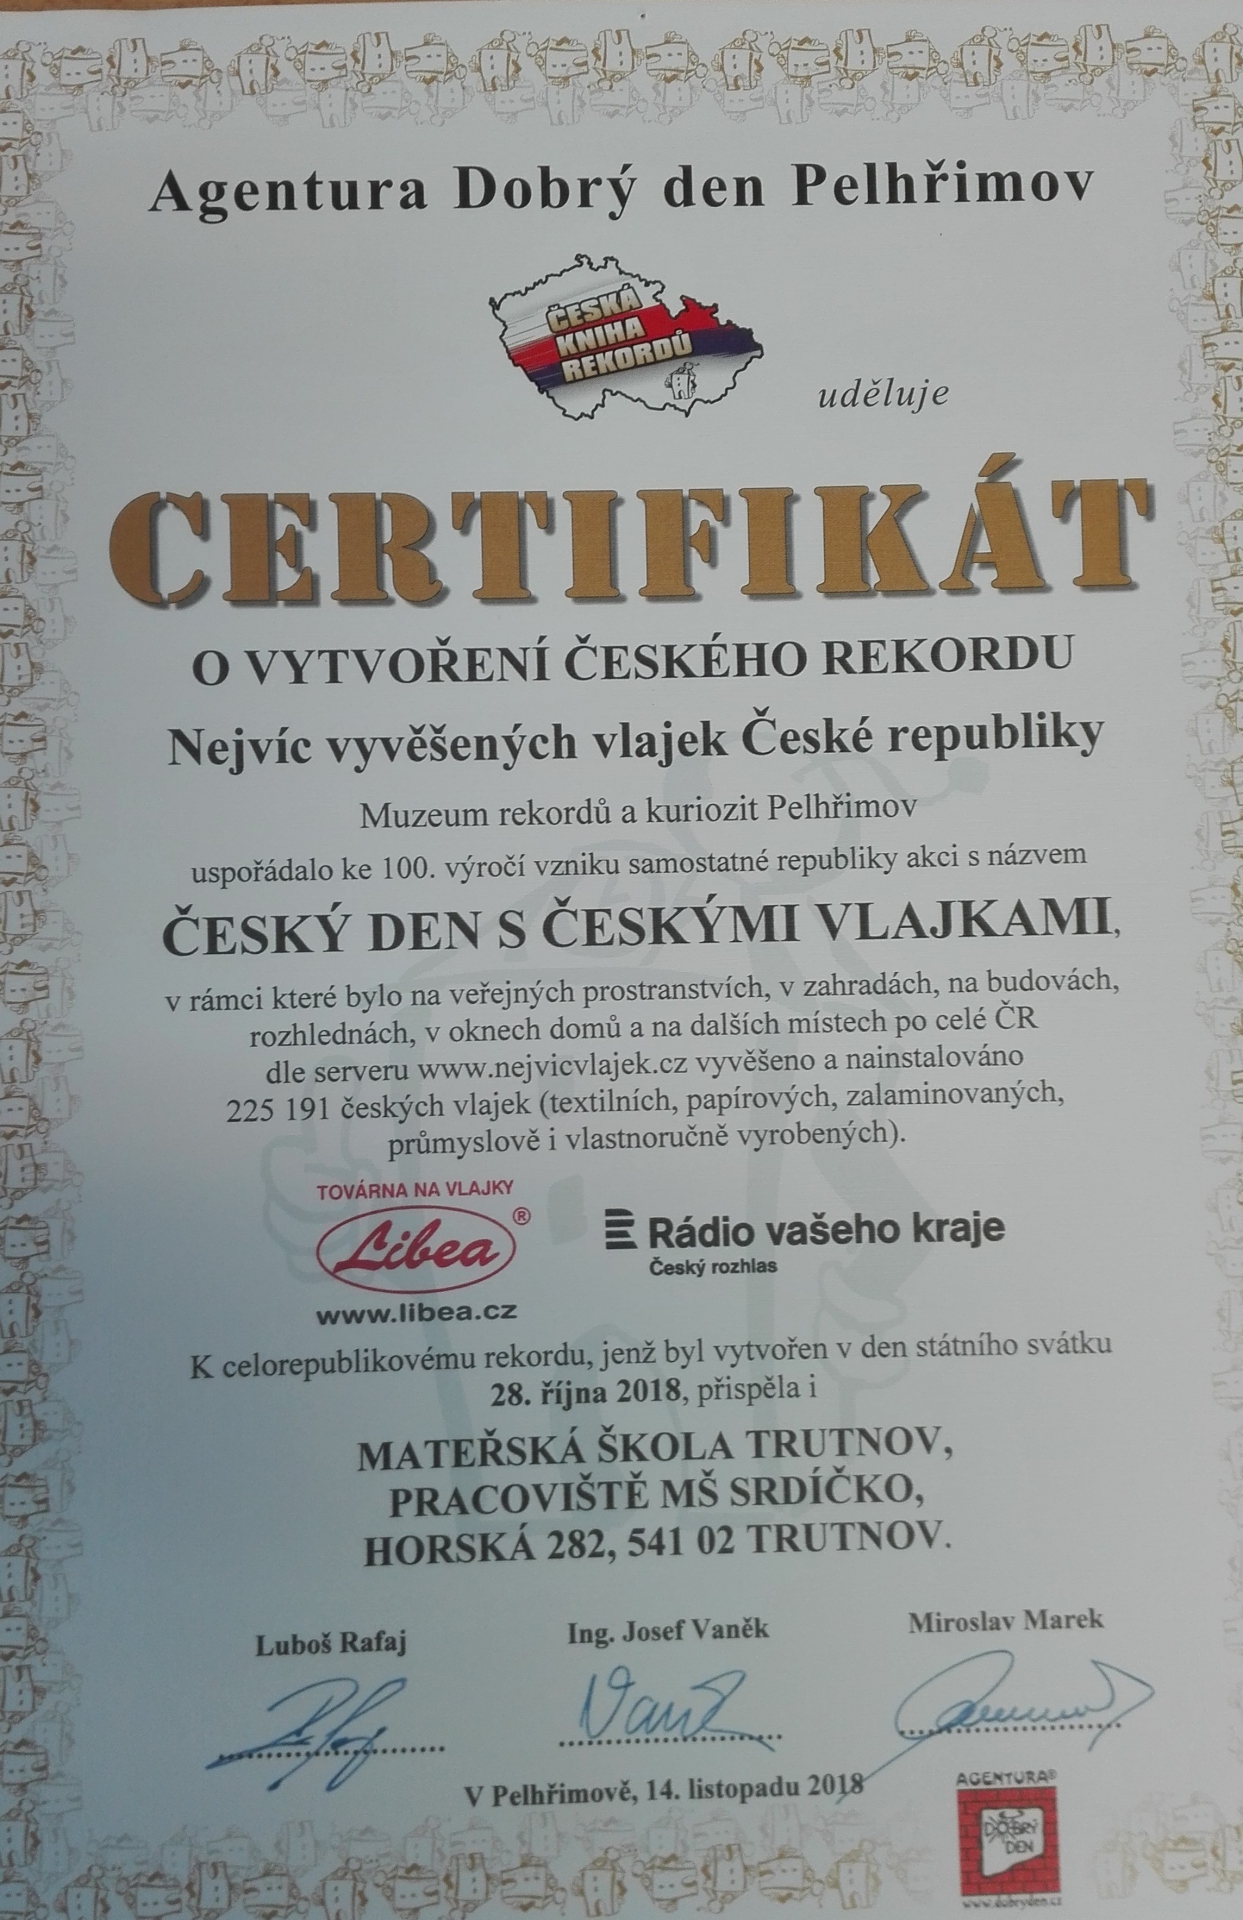 Agentura Dobrý den Pelhřimov
ČESKÁ
KNIHA
REKORDŮ
uděluje
CERTIFIKÁT
O VYTVOŘENÍ ČESKÉHO REKORDU
Nejvíc vyvěšených vlajek České republiky
Muzeum rekordů a kuriozit Pelhřimov
uspořádalo ke 100. výročí vzniku samostatné republiky akci s názvem
ČESKÝ DEN S ČESKÝMI VLAJKAMI,
v rámci které bylo na veřejných prostranstvích, v zahradách, na budovách,
rozhlednách, v oknech domů a na dalších místech po celé ČR
dle serveru www.nejvicvlajek.cz vyvěšeno a nainstalováno
225 191 českých vlajek (textilních, papírových, zalaminovaných,
průmyslově i vlastnoručně vyrobených).
TOVÁRNA NA VLAJKY
Libea ®
www.libea.cz
Rádio vašeho kraje
Český rozhlas
K celorepublikovému rekordu, jenž byl vytvořen v den státního svátku
28. října 2018, přispěla i
MATEŘSKÁ ŠKOLA TRUTNOV,
PRACOVIŠTĚ MŠ SRDÍČKO,
HORSKÁ 282, 541 02 TRUTNOV.
Luboš Rafaj
Ing. Josef Vaněk
Miroslav Marek
V Pelhřimově, 14. listopadu 2018
AGENTURA®
DOBRÝ
DEN
www.dobryden.cz